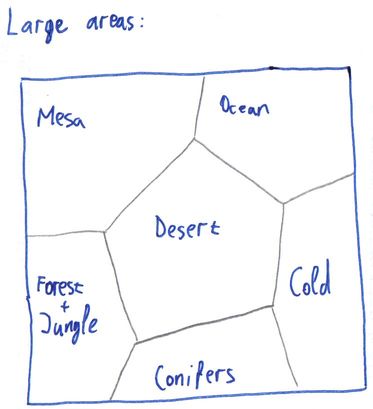 Large areas:
Mesa
Ocean
Desert
Forest
+
Jungle
Cold
Conifers